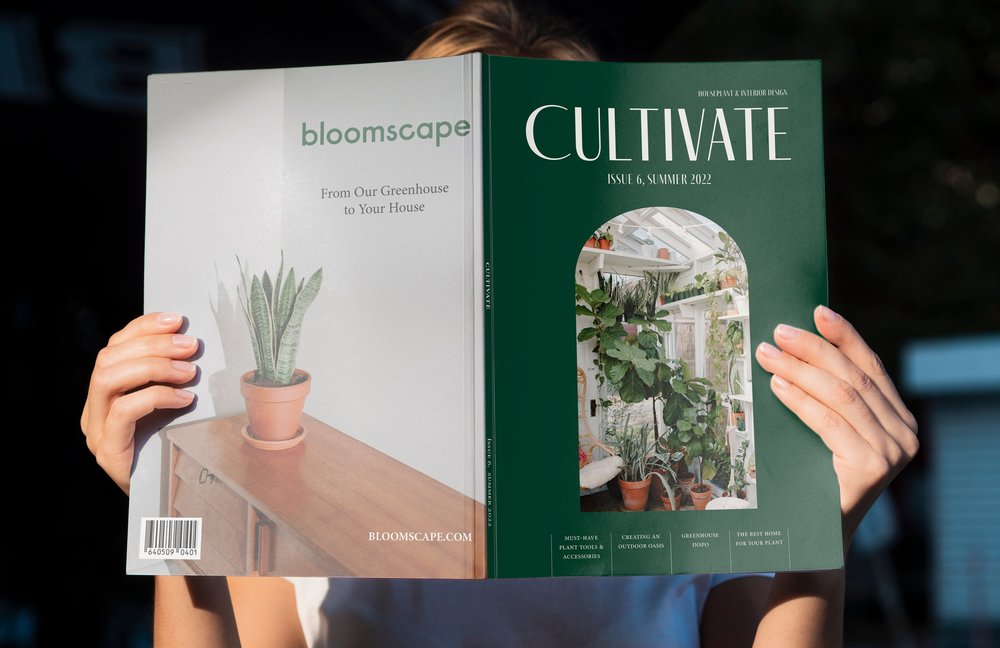 bloomscape
From Our Greenhouse
to Your House
BLOOMSCAPE.COM
640509 0401
CULTIVATE
ISSUE 6, SUMMER 2022
HOUSEPLANT & INTERIOR DESIGN
CULTIVATE
ISSUE 6, SUMMER 2022
MUST-HAVE
PLANT TOOLS &
ACCESSORIES
CREATING AN
OUTDOOR OASIS
GREENHOUSE
INSPO
THE BEST HOME
FOR YOUR PLANT